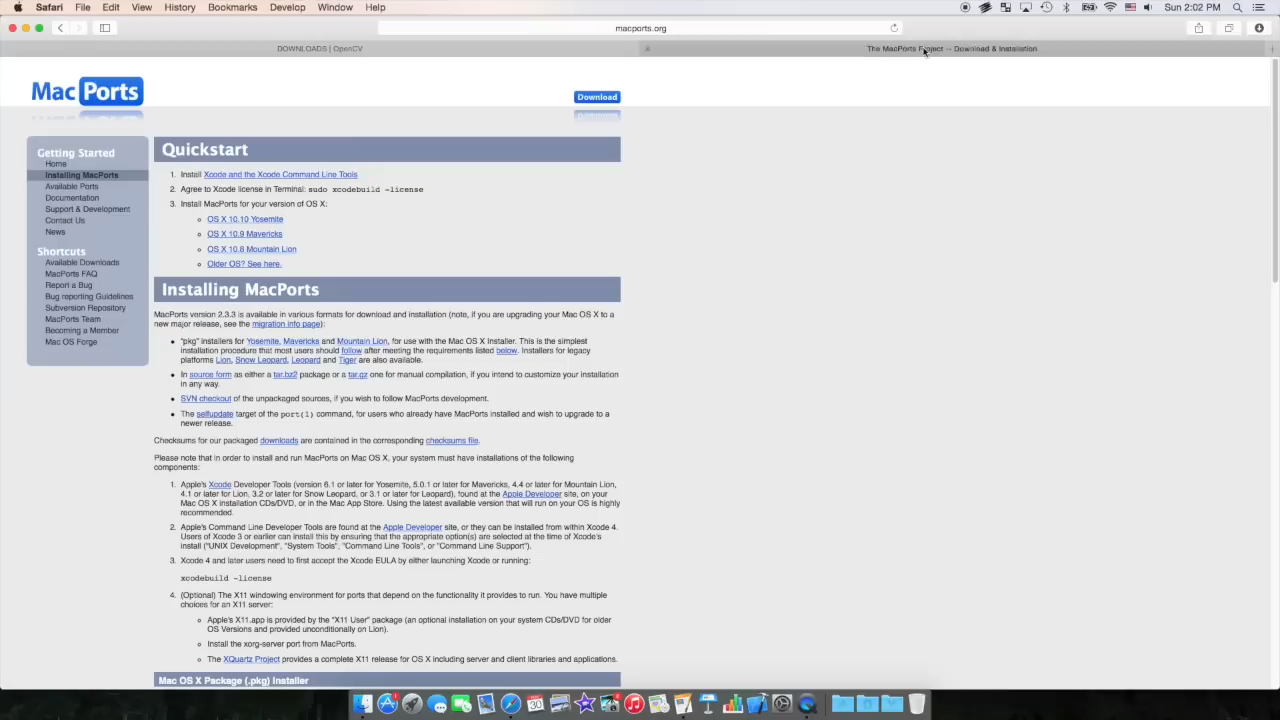 Safari File Edit View History Bookmarks Develop Window Help
Sun 2:02 PM
macports.org
DOWNLOADS | OpenCV
The MacPorts Project -- Download & Installation
MacPorts
Download
Getting Started
Home
Installing MacPorts
Available Ports
Documentation
Support & Development
Contact Us
News
Shortcuts
Available Downloads
MacPorts FAQ
Report a Bug
Bug reporting Guidelines
Subversion Repository
MacPorts Team
Becoming a Member
Mac OS Forge
Quickstart
1. Install Xcode and the Xcode Command Line Tools
2. Agree to Xcode license in Terminal: sudo xcodebuild -license
3. Install MacPorts for your version of OS X:
OS X 10.10 Yosemite
OS X 10.9 Mavericks
OS X 10.8 Mountain Lion
Older OS? See here.
Installing MacPorts
MacPorts version 2.3.3 is available in various formats for download and installation (note, if you are upgrading your Mac OS X to a
new major release, see the migration info page):
"pkg" installers for Yosemite, Mavericks and Mountain Lion, for use with the Mac OS X Installer. This is the simplest
installation procedure that most users should follow after meeting the requirements listed below. Installers for legacy
platforms Lion, Snow Leopard, Leopard and Tiger are also available.
In source form as either a tar.bz2 package or a tar.gz one for manual compilation, if you intend to customize your installation
in any way.
SVN checkout of the unpackaged sources, if you wish to follow MacPorts development.
The selfupdate target of the port(1) command, for users who already have MacPorts installed and wish to upgrade to a
newer release.
Checksums for our packaged downloads are contained in the corresponding checksums file.
Please note that in order to install and run MacPorts on Mac OS X, your system must have installations of the following
components:
1. Apple's Xcode Developer Tools (version 6.1 or later for Yosemite, 5.0.1 or later for Mavericks, 4.4 or later for Mountain Lion,
4.1 or later for Lion, 3.2 or later for Snow Leopard, or 3.1 or later for Leopard), found at the Apple Developer site, on your
Mac OS X installation CDs/DVD, or in the Mac App Store. Using the latest available version that will run on your OS is highly
recommended.
2. Apple's Command Line Developer Tools are found at the Apple Developer site, or they can be installed from within Xcode 4.
Users of Xcode 3 or earlier can install this by ensuring that the appropriate option(s) are selected at the time of Xcode's
install ("UNIX Development", "System Tools", "Command Line Tools", or "Command Line Support").
3. Xcode 4 and later users need to first accept the Xcode EULA by either launching Xcode or running:
xcodebuild -license
4. (Optional) The X11 windowing environment for ports that depend on the functionality it provides to run. You have multiple
choices for an X11 server:
Apple's X11.app is provided by the "X11 User" package (an optional installation on your system CDs/DVD for older
OS Versions and provided unconditionally on Lion).
Install the xorg-server port from MacPorts.
The XQuartz Project provides a complete X11 release for OS X including server and client libraries and applications.
Mac OS X Package (.pkg) Installer
30